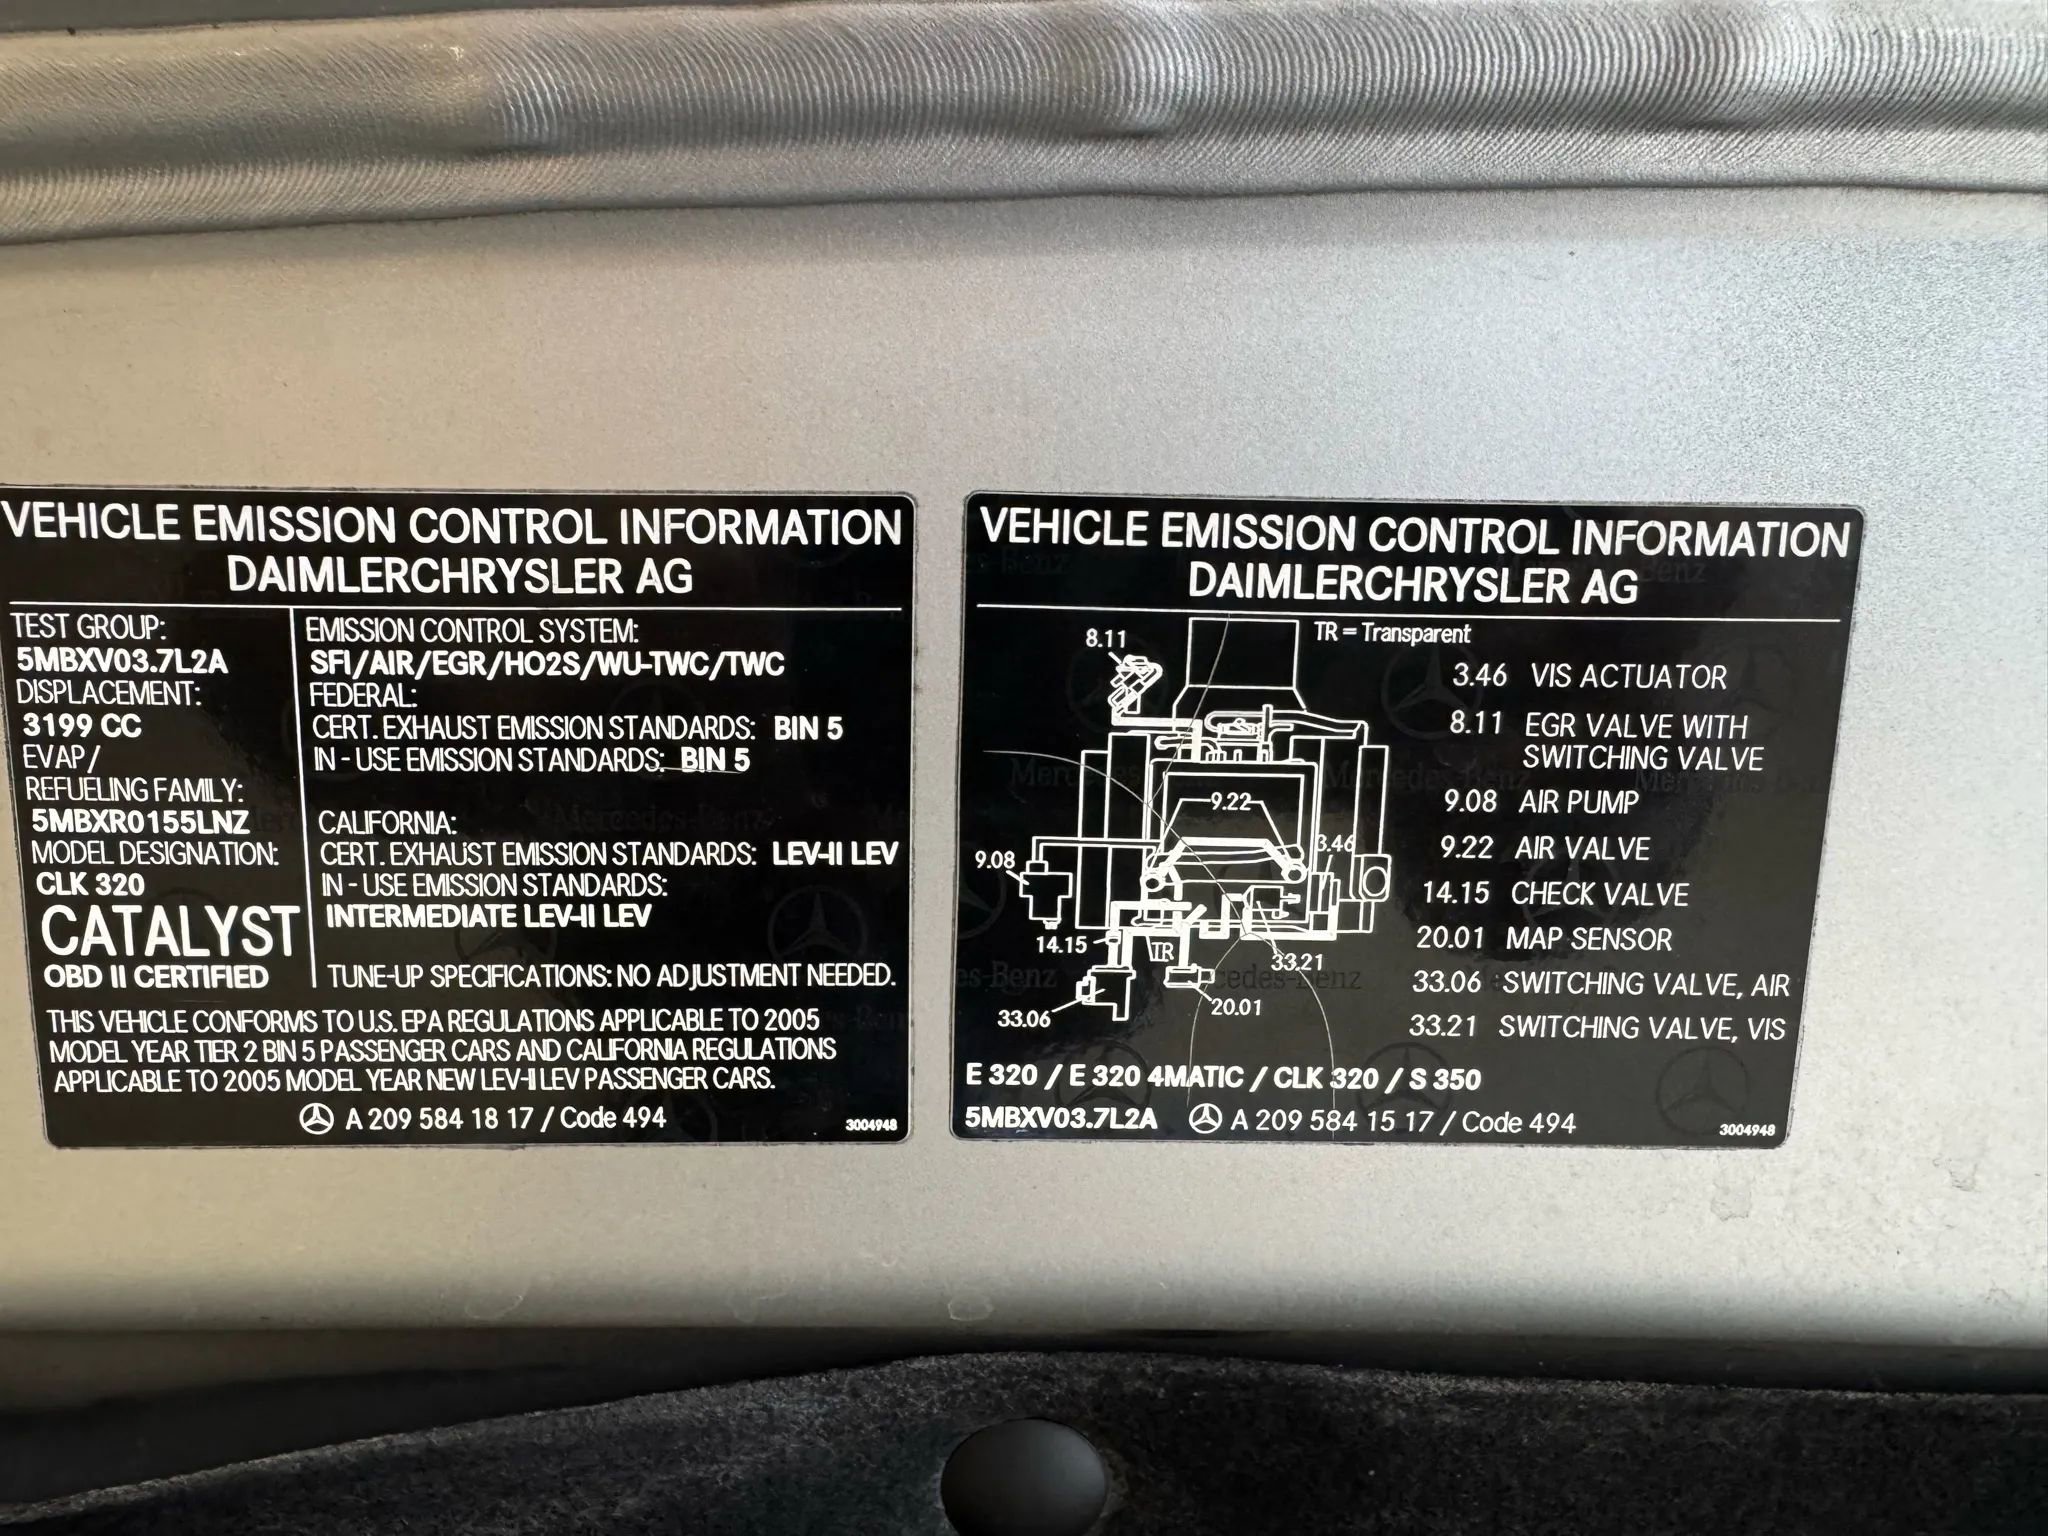 VEHICLE EMISSION CONTROL INFORMATION
DAIMLERCHRYSLER AG
TEST GROUP:
5MBXV03.7L2A
DISPLACEMENT:
3199 CC
EVAP/
REFUELING FAMILY:
5MBXR0155LNZ
MODEL DESIGNATION:
CLK 320
CATALYST
OBD II CERTIFIED
EMISSION CONTROL SYSTEM:
SFI/AIR/EGR/HO2S/WU-TWC/TWC
FEDERAL:
CERT. EXHAUST EMISSION STANDARDS: BIN 5
IN - USE EMISSION STANDARDS: BIN 5
CALIFORNIA:
CERT. EXHAUST EMISSION STANDARDS: LEV-II LEV
IN - USE EMISSION STANDARDS:
INTERMEDIATE LEV-II LEV
TUNE-UP SPECIFICATIONS: NO ADJUSTMENT NEEDED.
THIS VEHICLE CONFORMS TO U.S. EPA REGULATIONS APPLICABLE TO 2005
MODEL YEAR TIER 2 BIN 5 PASSENGER CARS AND CALIFORNIA REGULATIONS
APPLICABLE TO 2005 MODEL YEAR NEW LEV-II LEV PASSENGER CARS.
A 209 584 18 17 / Code 494
3004948
VEHICLE EMISSION CONTROL INFORMATION
DAIMLERCHRYSLER AG
TR = Transparent
8.11
9.22
3.46
9.08
14.15
TR
33.21
20.01
33.06
3.46 VIS ACTUATOR
8.11 EGR VALVE WITH
SWITCHING VALVE
9.08 AIR PUMP
9.22 AIR VALVE
14.15 CHECK VALVE
20.01 MAP SENSOR
33.06 SWITCHING VALVE, AIR
33.21 SWITCHING VALVE, VIS
E 320 / E 320 4MATIC / CLK 320 / S 350
5MBXV03.7L2A A 209 584 15 17 / Code 494
3004948